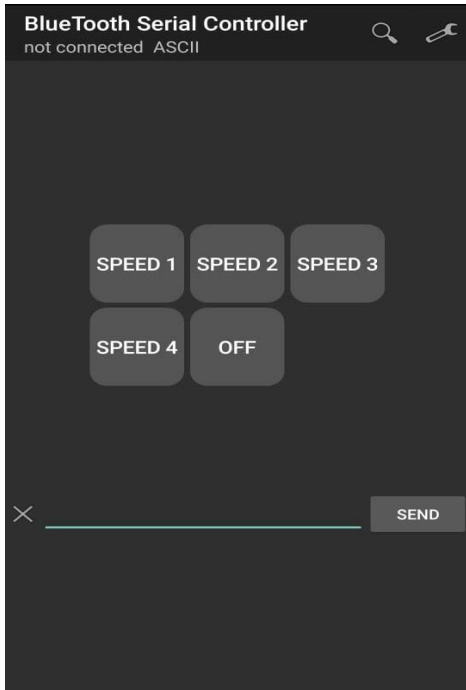 BlueTooth Serial Controller
not connected ASCII
SPEED 1 SPEED 2 SPEED 3
SPEED 4 OFF
SEND